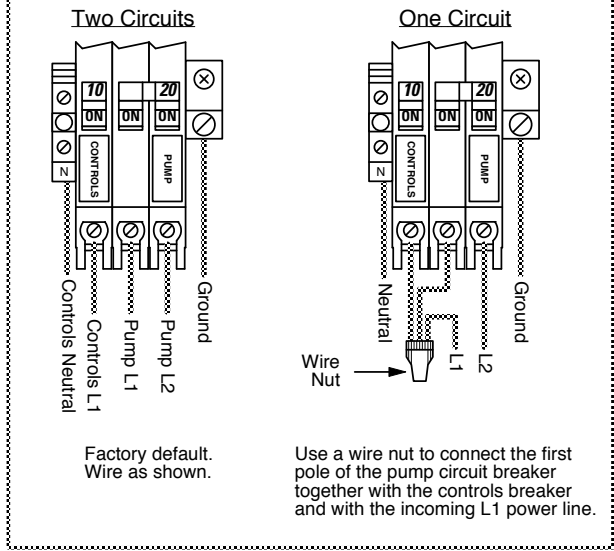 Two Circuits
10
20
ON
ON
ON
CONTROLS
PUMP
N
Controls Neutral
Controls L1
Pump L1
Pump L2
Ground
Factory default.
Wire as shown.
One Circuit
10
20
ON
ON
ON
CONTROLS
PUMP
N
Neutral
L1
L2
Ground
Wire
Nut
Use a wire nut to connect the first
pole of the pump circuit breaker
together with the controls breaker
and with the incoming L1 power line.